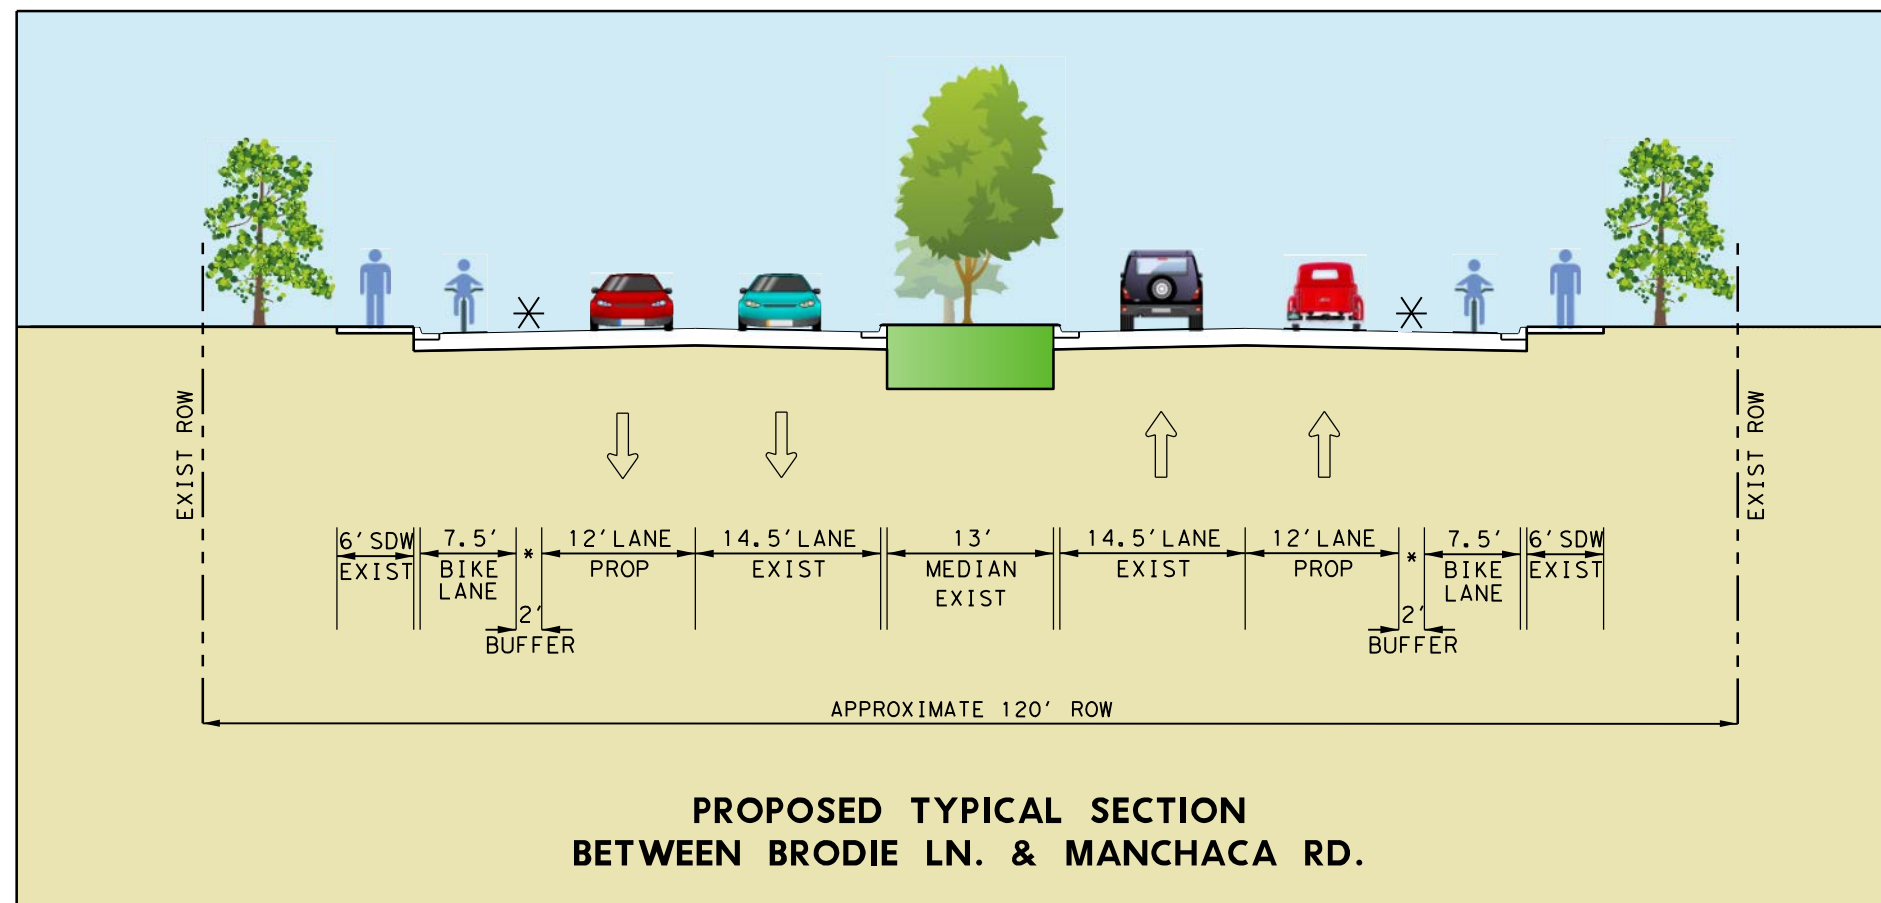 EXIST ROW
EXIST ROW
6' SDW
EXIST
7.5'
BIKE
LANE
*
2'
BUFFER
12' LANE
PROP
14.5' LANE
EXIST
13'
MEDIAN
EXIST
14.5' LANE
EXIST
12' LANE
PROP
*
2'
BUFFER
7.5'
BIKE
LANE
6' SDW
EXIST
APPROXIMATE 120' ROW
PROPOSED TYPICAL SECTION
BETWEEN BRODIE LN. & MANCHACA RD.